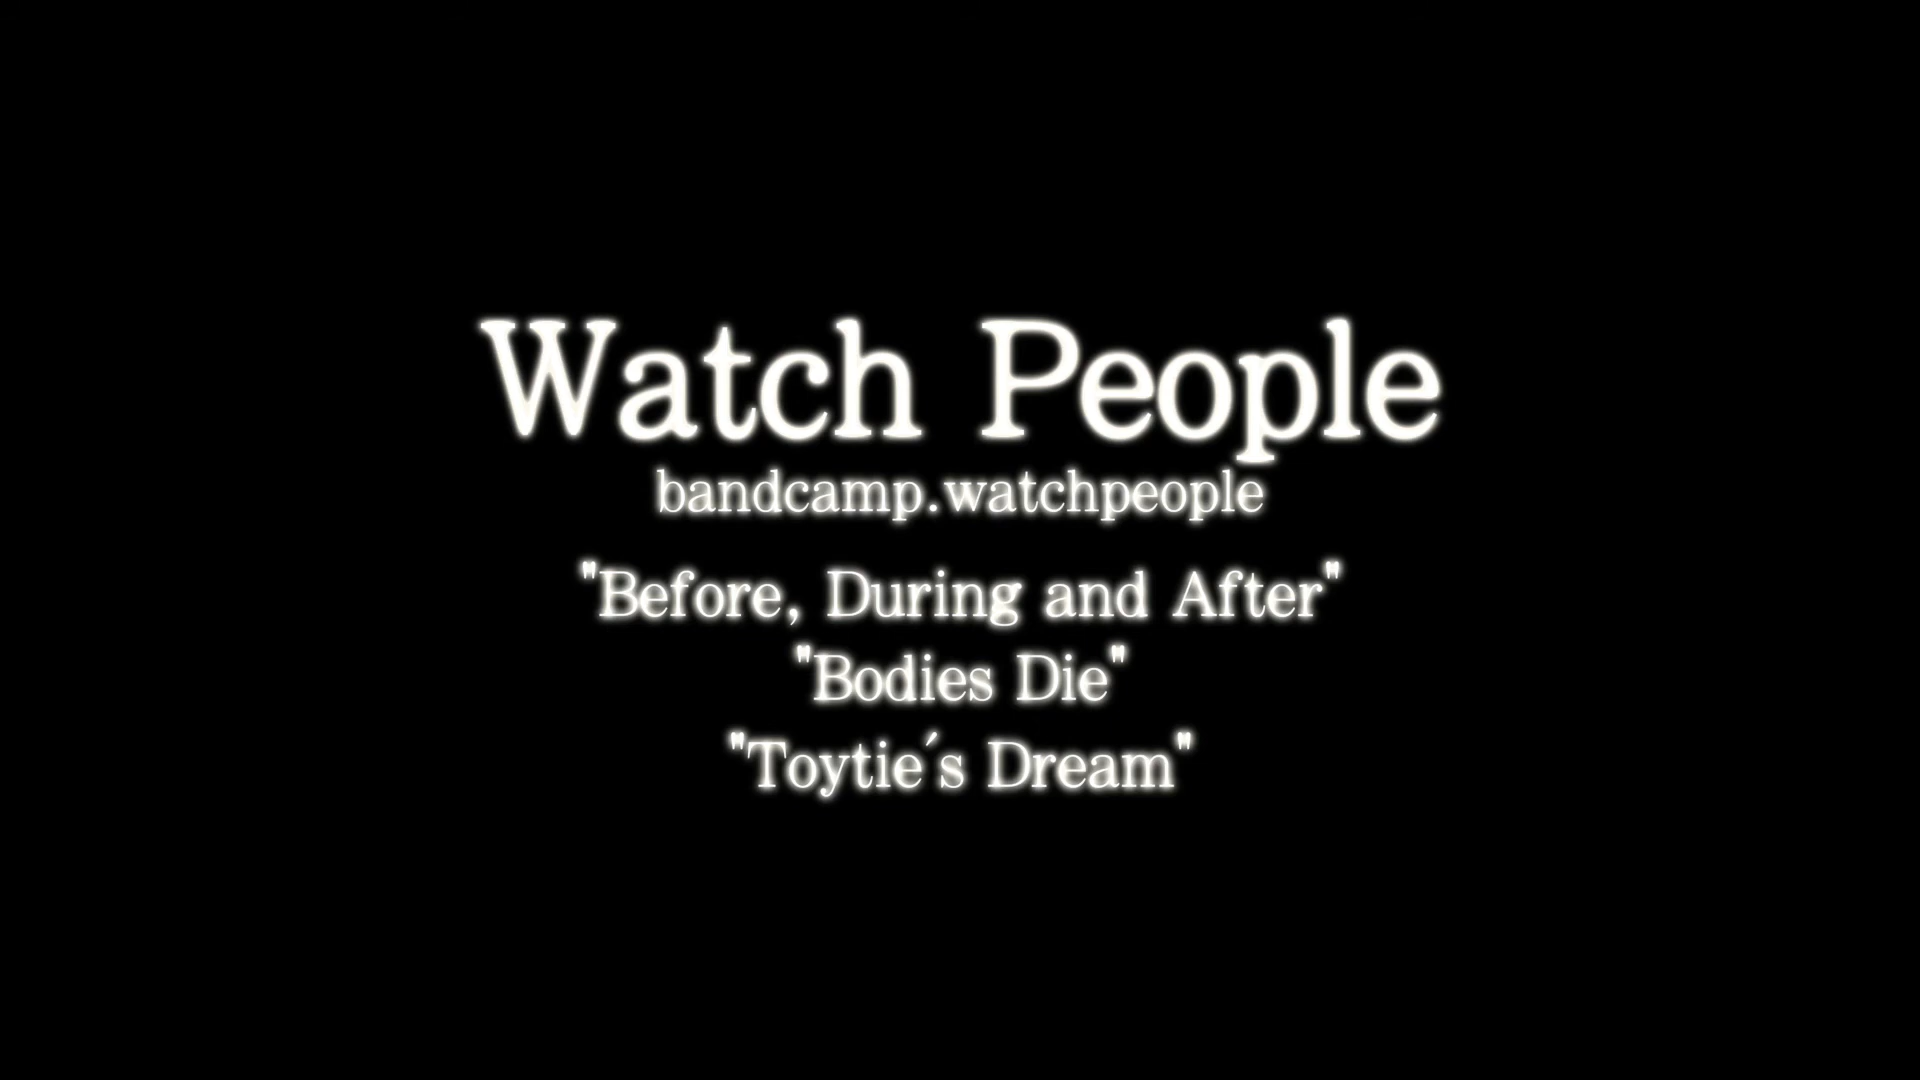 Watch People
bandcamp.watchpeople
"Before, During and After"
"Bodies Die"
"Toytie´s Dream"